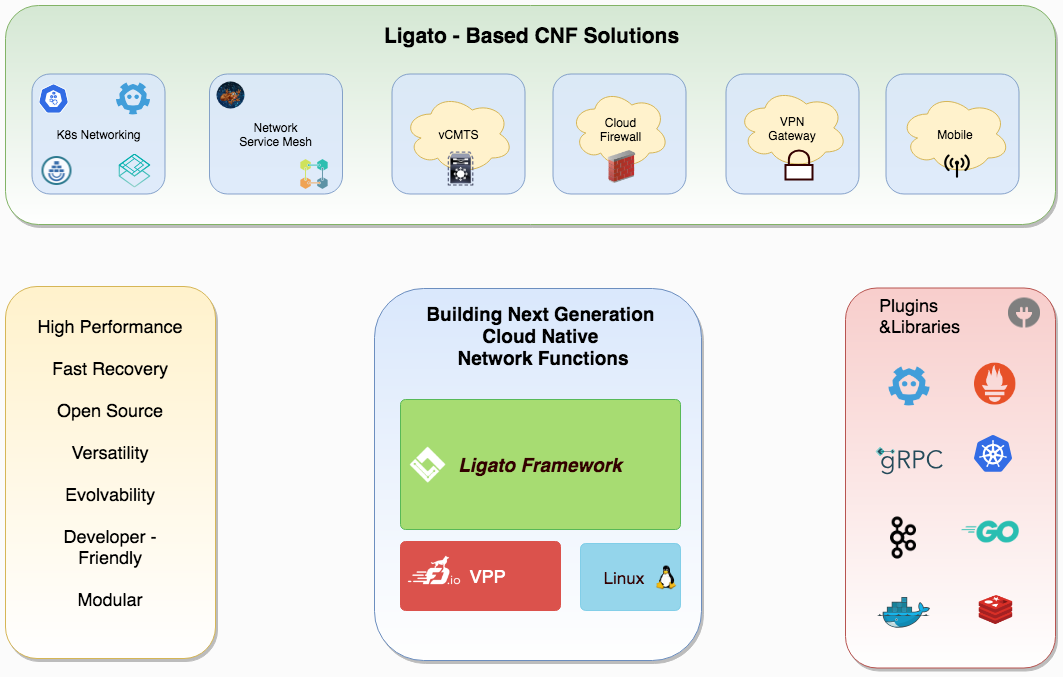 Ligato - Based CNF Solutions
K8s Networking
Network
Service Mesh
vCMTS
Cloud
Firewall
VPN
Gateway
Mobile
High Performance
Fast Recovery
Open Source
Versatility
Evolvability
Developer -
Friendly
Modular
Building Next Generation
Cloud Native
Network Functions
Ligato Framework
FD.io VPP
Linux
Plugins
&Libraries
gRPC
GO